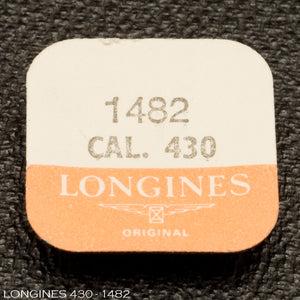 1482
CAL. 430
LONGINES
ORIGINAL
LONGINES 430 - 1482